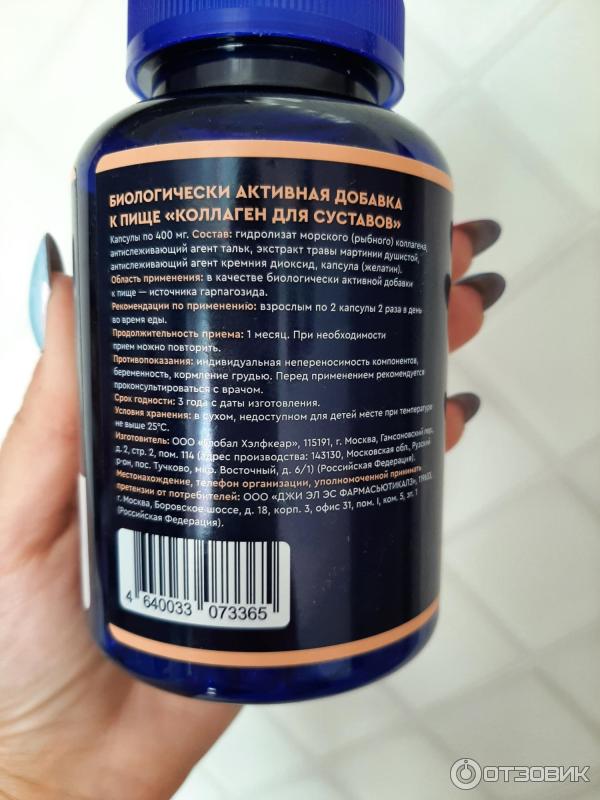 БИОЛОГИЧЕСКИ АКТИВНАЯ ДОБАВКА
К ПИЩЕ «КОЛЛАГЕН ДЛЯ СУСТАВОВ»
Капсулы по 400 мг. Состав: гидролизат морского (рыбного) коллагена,
антислеживающий агент тальк, экстракт травы мартинии душистой,
антислеживающий агент кремния диоксид, капсула (желатин).
Область применения: в качестве биологически активной добавки
к пище — источника гарпагозида.
Рекомендации по применению: взрослым по 2 капсулы 2 раза в день
во время еды.
Продолжительность приема: 1 месяц. При необходимости
прием можно повторить.
Противопоказания: индивидуальная непереносимость компонентов,
беременность, кормление грудью. Перед применением рекомендуется
проконсультироваться с врачом.
Срок годности: 3 года с даты изготовления.
Условия хранения: в сухом, недоступном для детей месте при температуре
не выше 25°С.
Изготовитель: ООО «Глобал Хэлфкеар», 115191, г. Москва, Гамсоновский пер.,
д. 2, стр. 2, пом. 114 (адрес производства: 143130, Московская обл., Рузский
р-он, пос. Тучково, мкр. Восточный, д. 6/1) (Российская Федерация).
Местонахождение, телефон организации, уполномоченной принимать
претензии от потребителей: ООО «ДЖИ ЭЛ ЭС ФАРМАСЬЮТИКАЛЗ»,
г. Москва, Боровское шоссе, д. 18, корп. 3, офис 31, пом. I, ком. 5, эт. 1
(Российская Федерация).
4 640033 073365
ОТЗОВИК